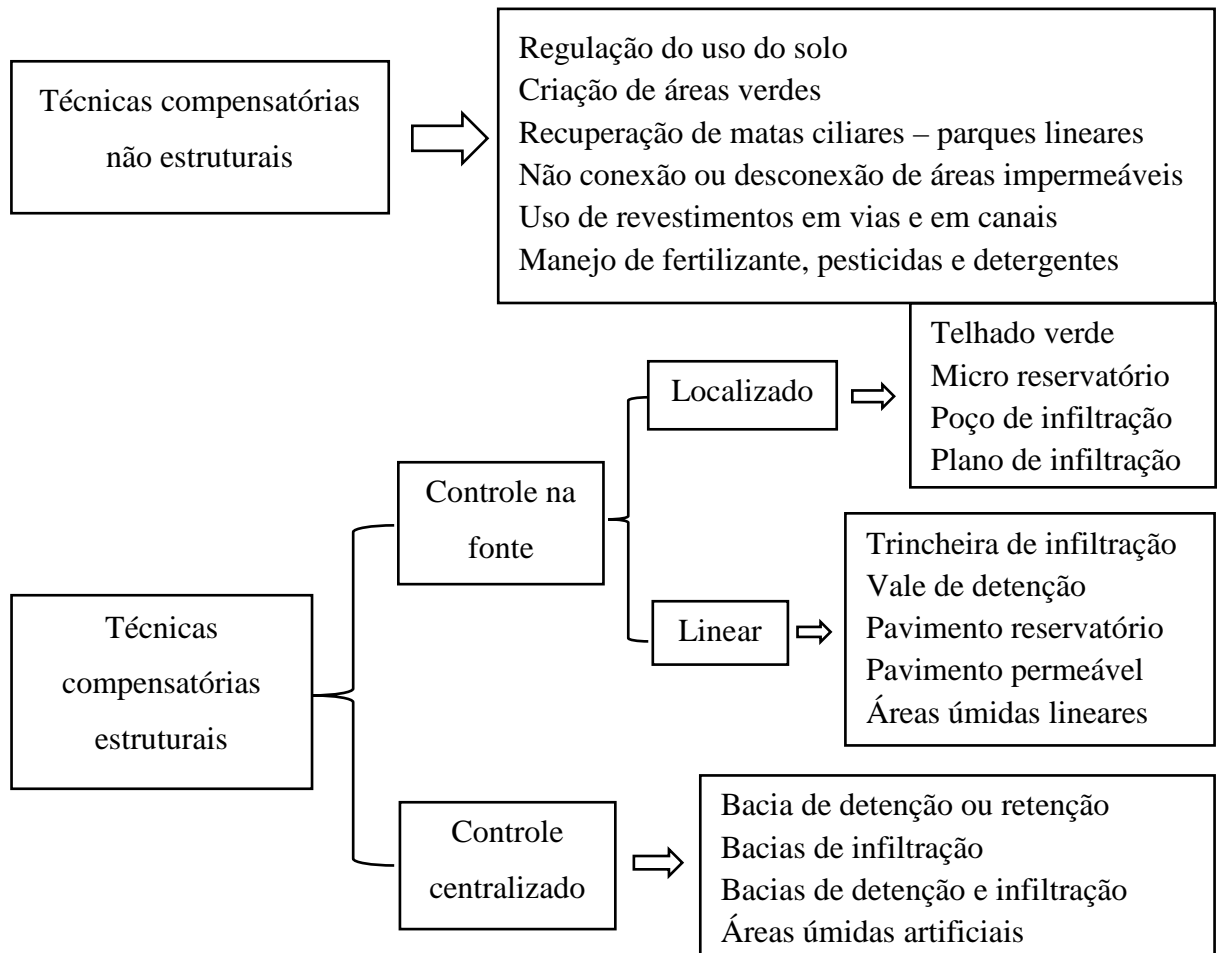 Técnicas compensatórias
não estruturais
Regulação do uso do solo
Criação de áreas verdes
Recuperação de matas ciliares – parques lineares
Não conexão ou desconexão de áreas impermeáveis
Uso de revestimentos em vias e em canais
Manejo de fertilizante, pesticidas e detergentes
Técnicas
compensatórias
estruturais
Controle na
fonte
Localizado
Telhado verde
Micro reservatório
Poço de infiltração
Plano de infiltração
Linear
Trincheira de infiltração
Vale de detenção
Pavimento reservatório
Pavimento permeável
Áreas úmidas lineares
Controle
centralizado
Bacia de detenção ou retenção
Bacias de infiltração
Bacias de detenção e infiltração
Áreas úmidas artificiais